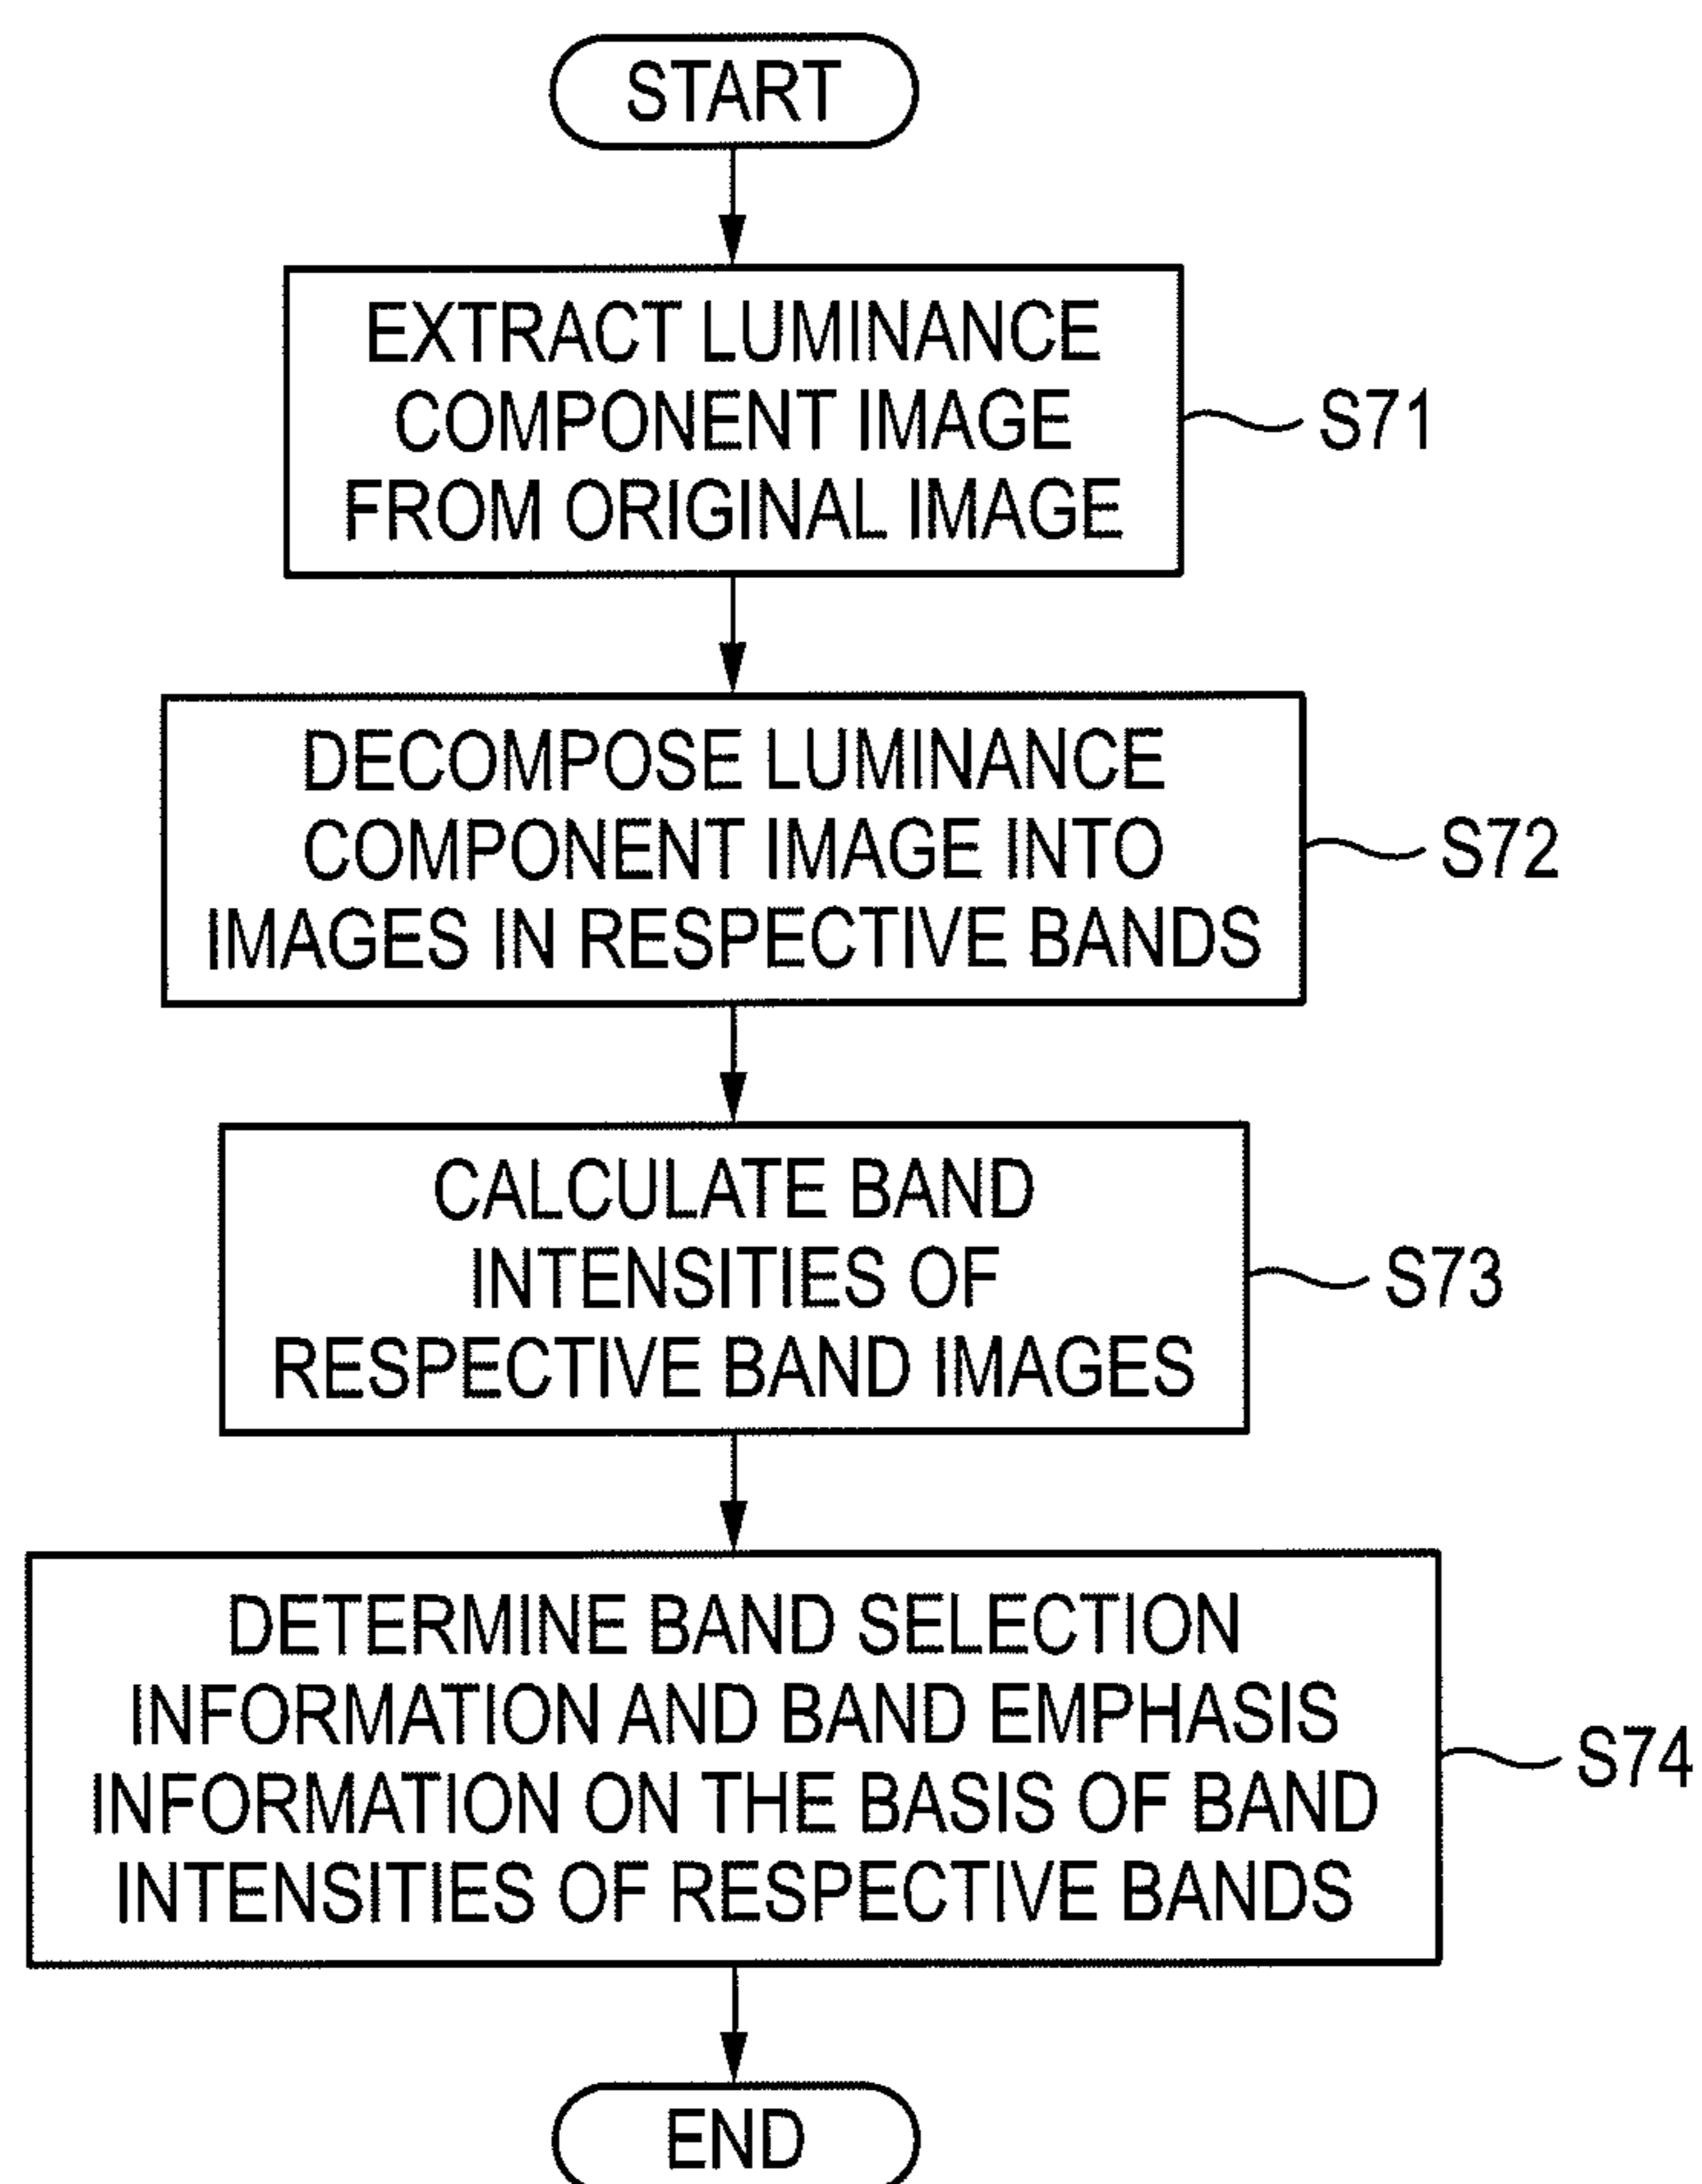 START
EXTRACT LUMINANCE
COMPONENT IMAGE
FROM ORIGINAL IMAGE
S71
DECOMPOSE LUMINANCE
COMPONENT IMAGE INTO
IMAGES IN RESPECTIVE BANDS
S72
CALCULATE BAND
INTENSITIES OF
RESPECTIVE BAND IMAGES
S73
DETERMINE BAND SELECTION
INFORMATION AND BAND EMPHASIS
INFORMATION ON THE BASIS OF BAND
INTENSITIES OF RESPECTIVE BANDS
S74
END